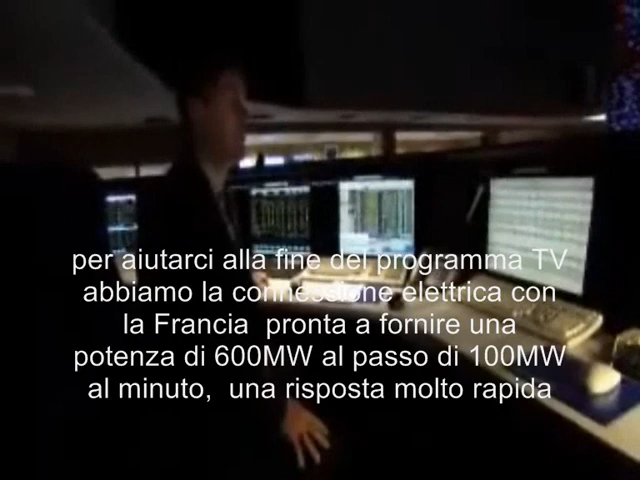 per aiutarci alla fine del programma TV
abbiamo la connessione elettrica con
la Francia  pronta a fornire una
potenza di 600MW al passo di 100MW
al minuto,  una risposta molto rapida